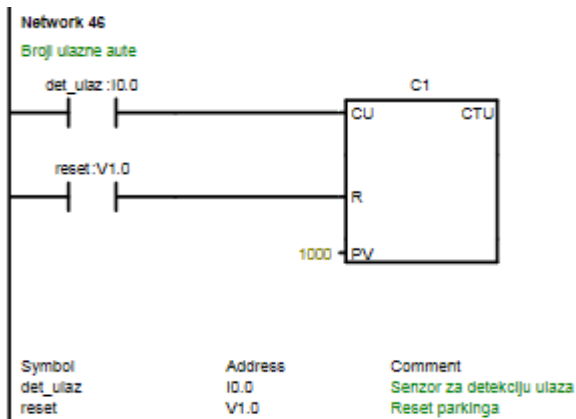 Network 46
Broji ulazne aute
det_ulaz:I0.0
C1
CU CTU
reset:V1.0
R
1000 PV
Symbol Address Comment
det_ulaz I0.0 Senzor za detekciju ulaza
reset V1.0 Reset parkinga